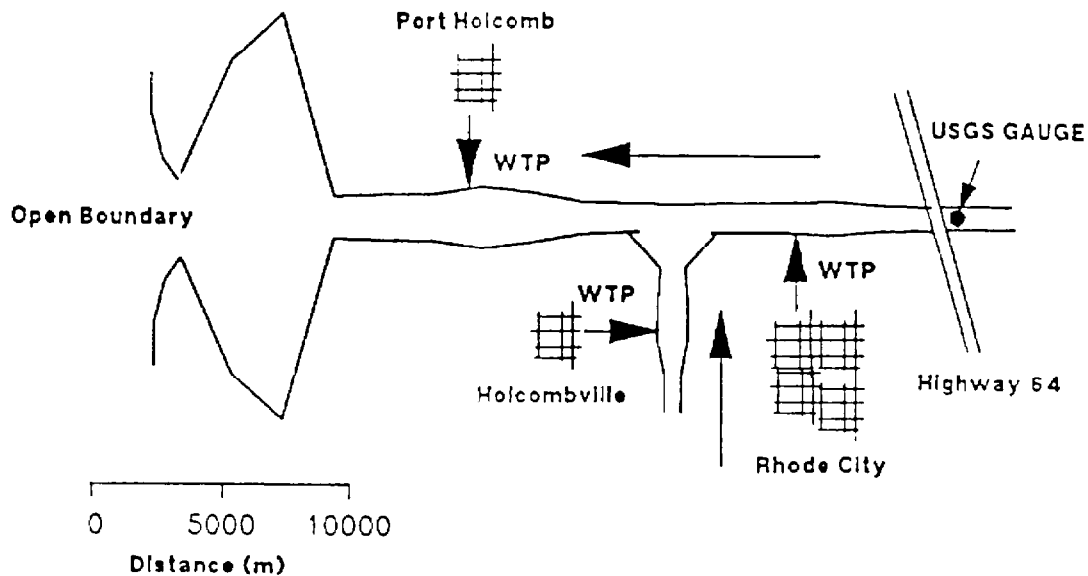 Port Holcomb
USGS GAUGE
WTP
Open Boundary
WTP
WTP
Holcombville
Highway 64
Rhode City
0 5000 10000
Distance (m)